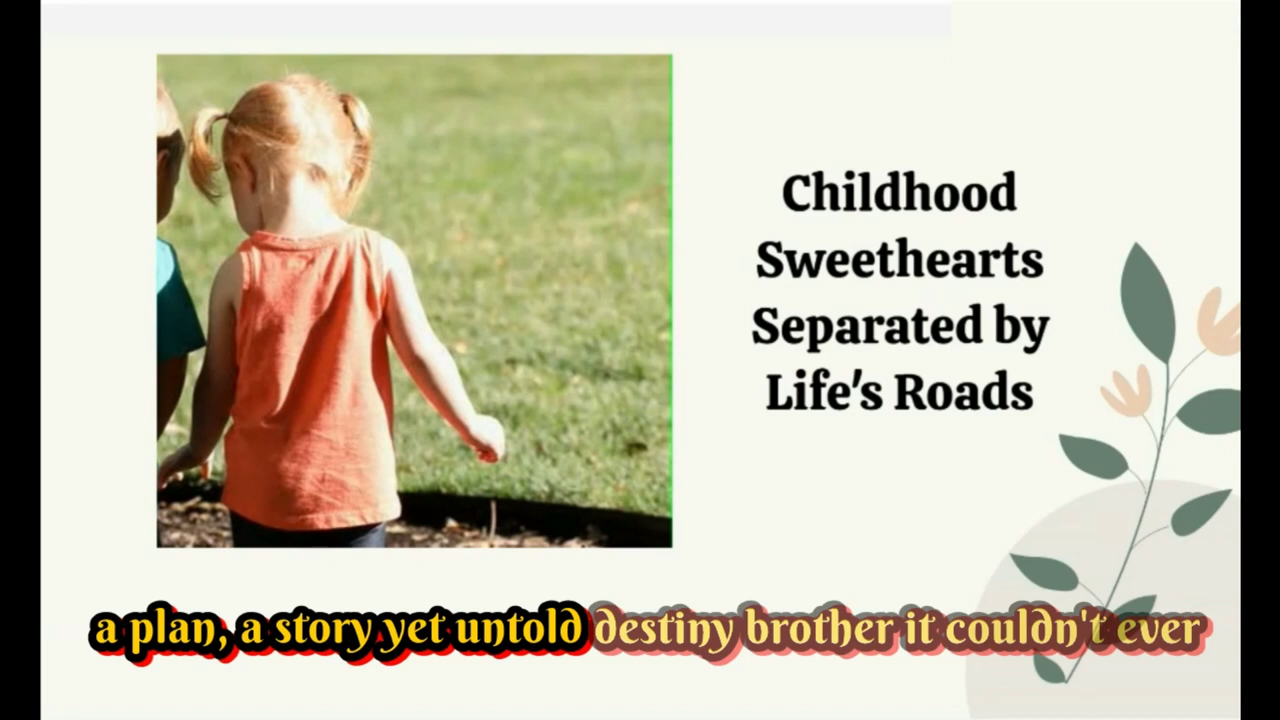 Childhood
Sweethearts
Separated by
Life's Roads
a plan, a story yet untold destiny brother it couldn't ever